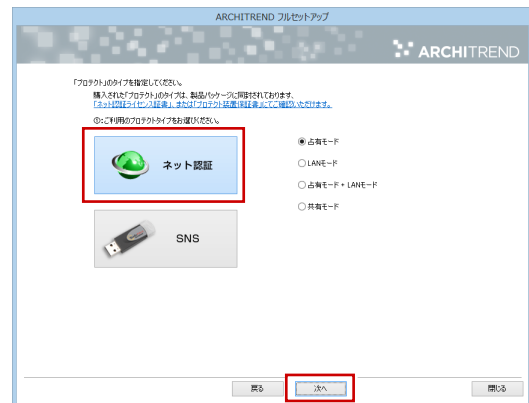 ARCHITREND フルセットアップ
ARCHITREND
「プロテクト」のタイプを指定してください。
購入された「プロテクト」のタイプは、製品パッケージに同封されております、
「ネット認証ライセンス証書」、または「プロテクト装置保証書」にてご確認いただけます。
①:ご利用のプロテクトタイプをお選びください。
ネット認証
占有モード
LANモード
占有モード + LANモード
共有モード
SNS
戻る
次へ
閉じる